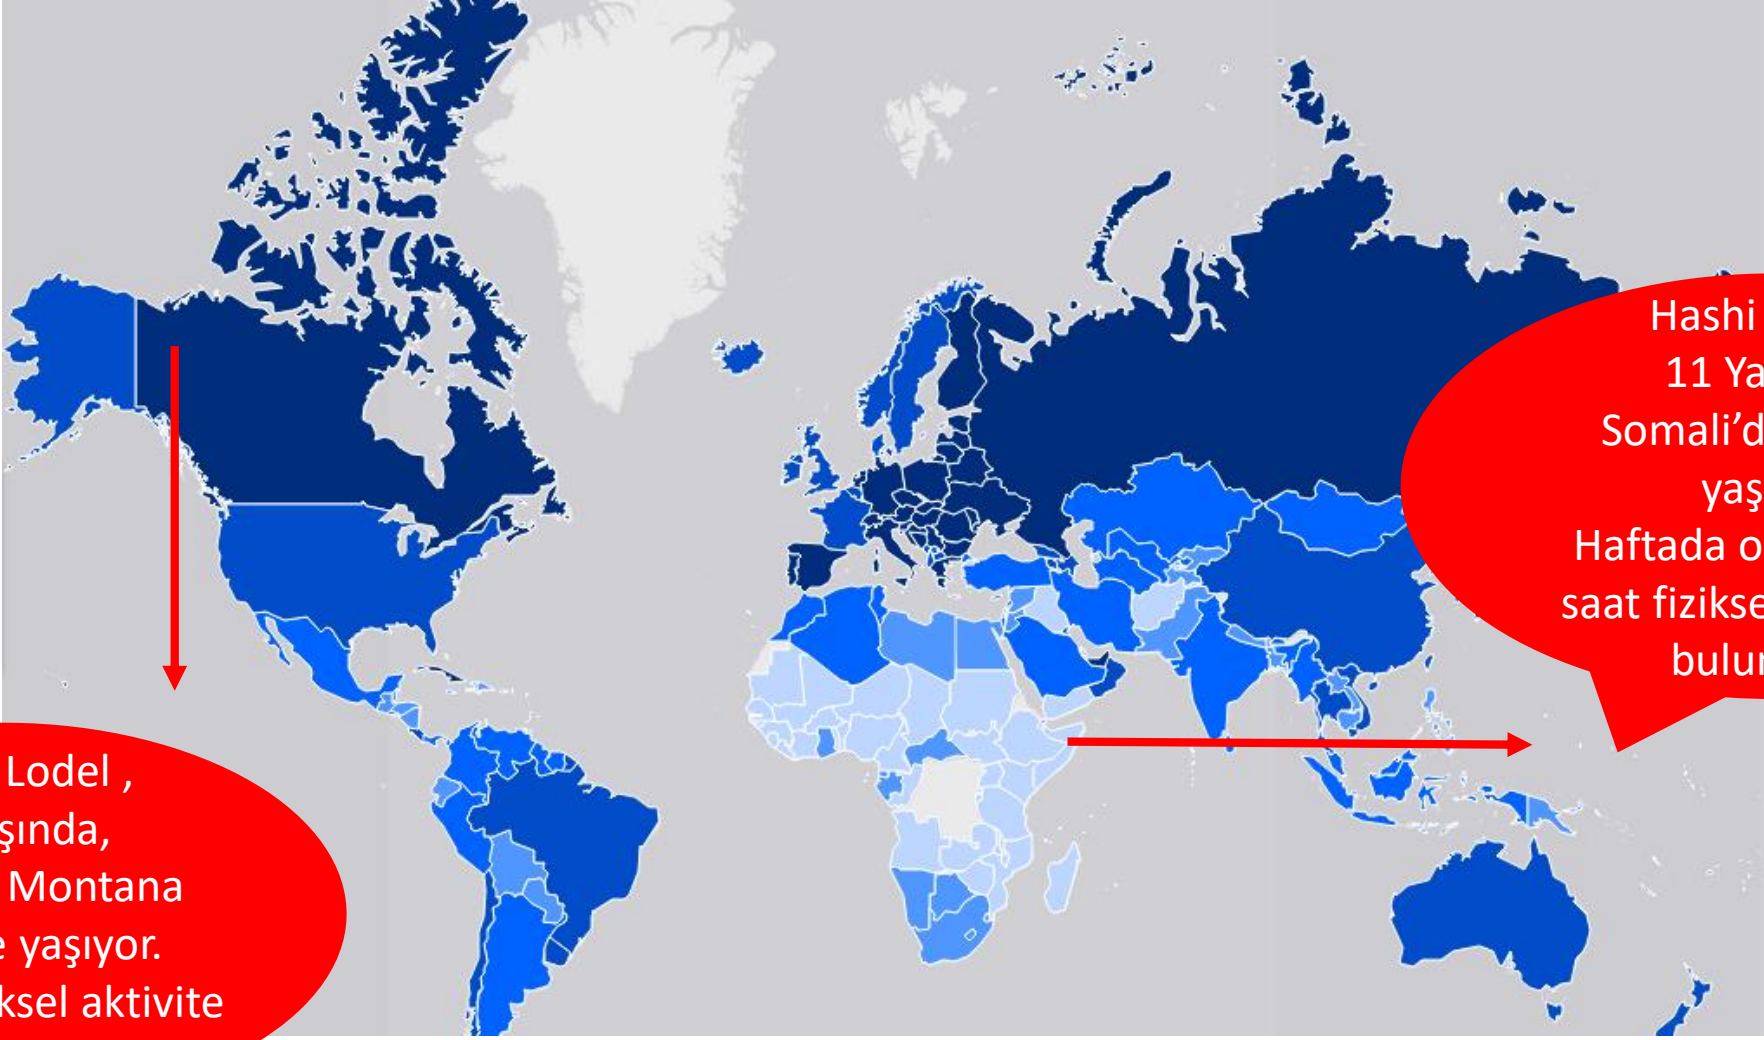 Hashi
11 Ya
Somali’d
yaş
Haftada o
saat fizikse
bulur
Lodel ,
şında,
Montana
e yaşıyor.
ksel aktivite